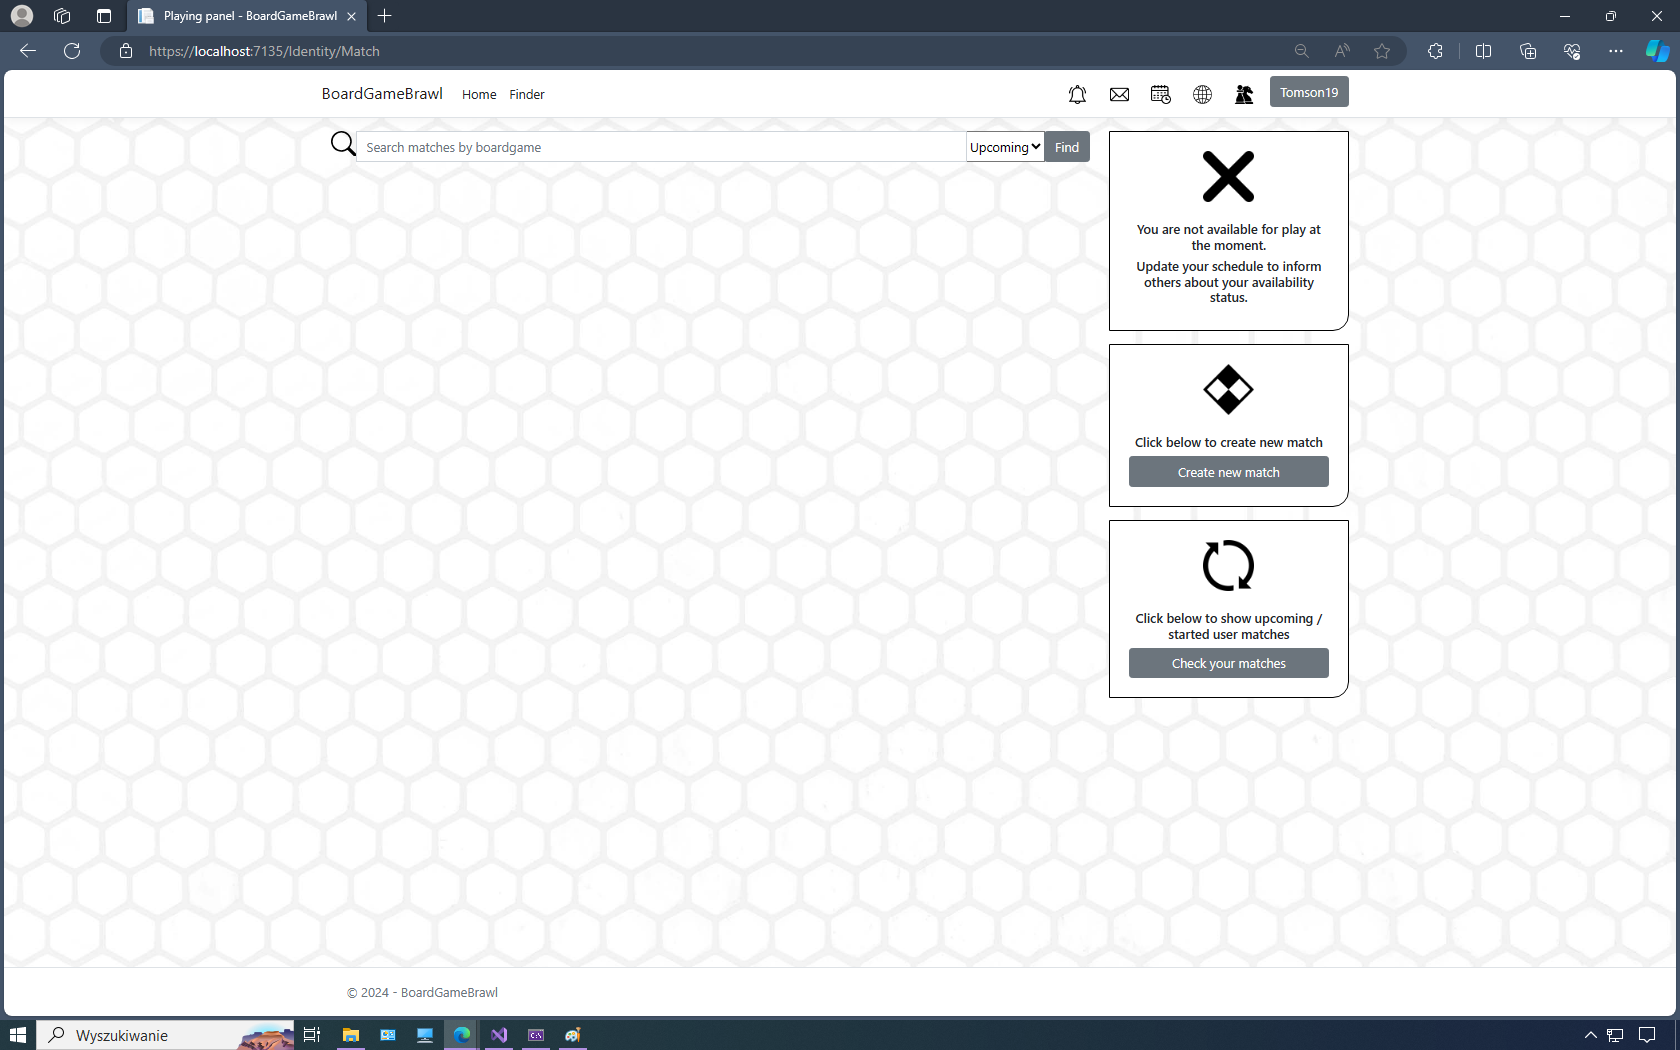 Playing panel - BoardGameBrawl
https://localhost:7135/Identity/Match
BoardGameBrawl Home Finder Tomson19
Search matches by boardgame Upcoming Find
You are not available for play at
the moment.
Update your schedule to inform
others about your availability
status.
Click below to create new match
Create new match
Click below to show upcoming /
started user matches
Check your matches
© 2024 - BoardGameBrawl
Wyszukiwanie